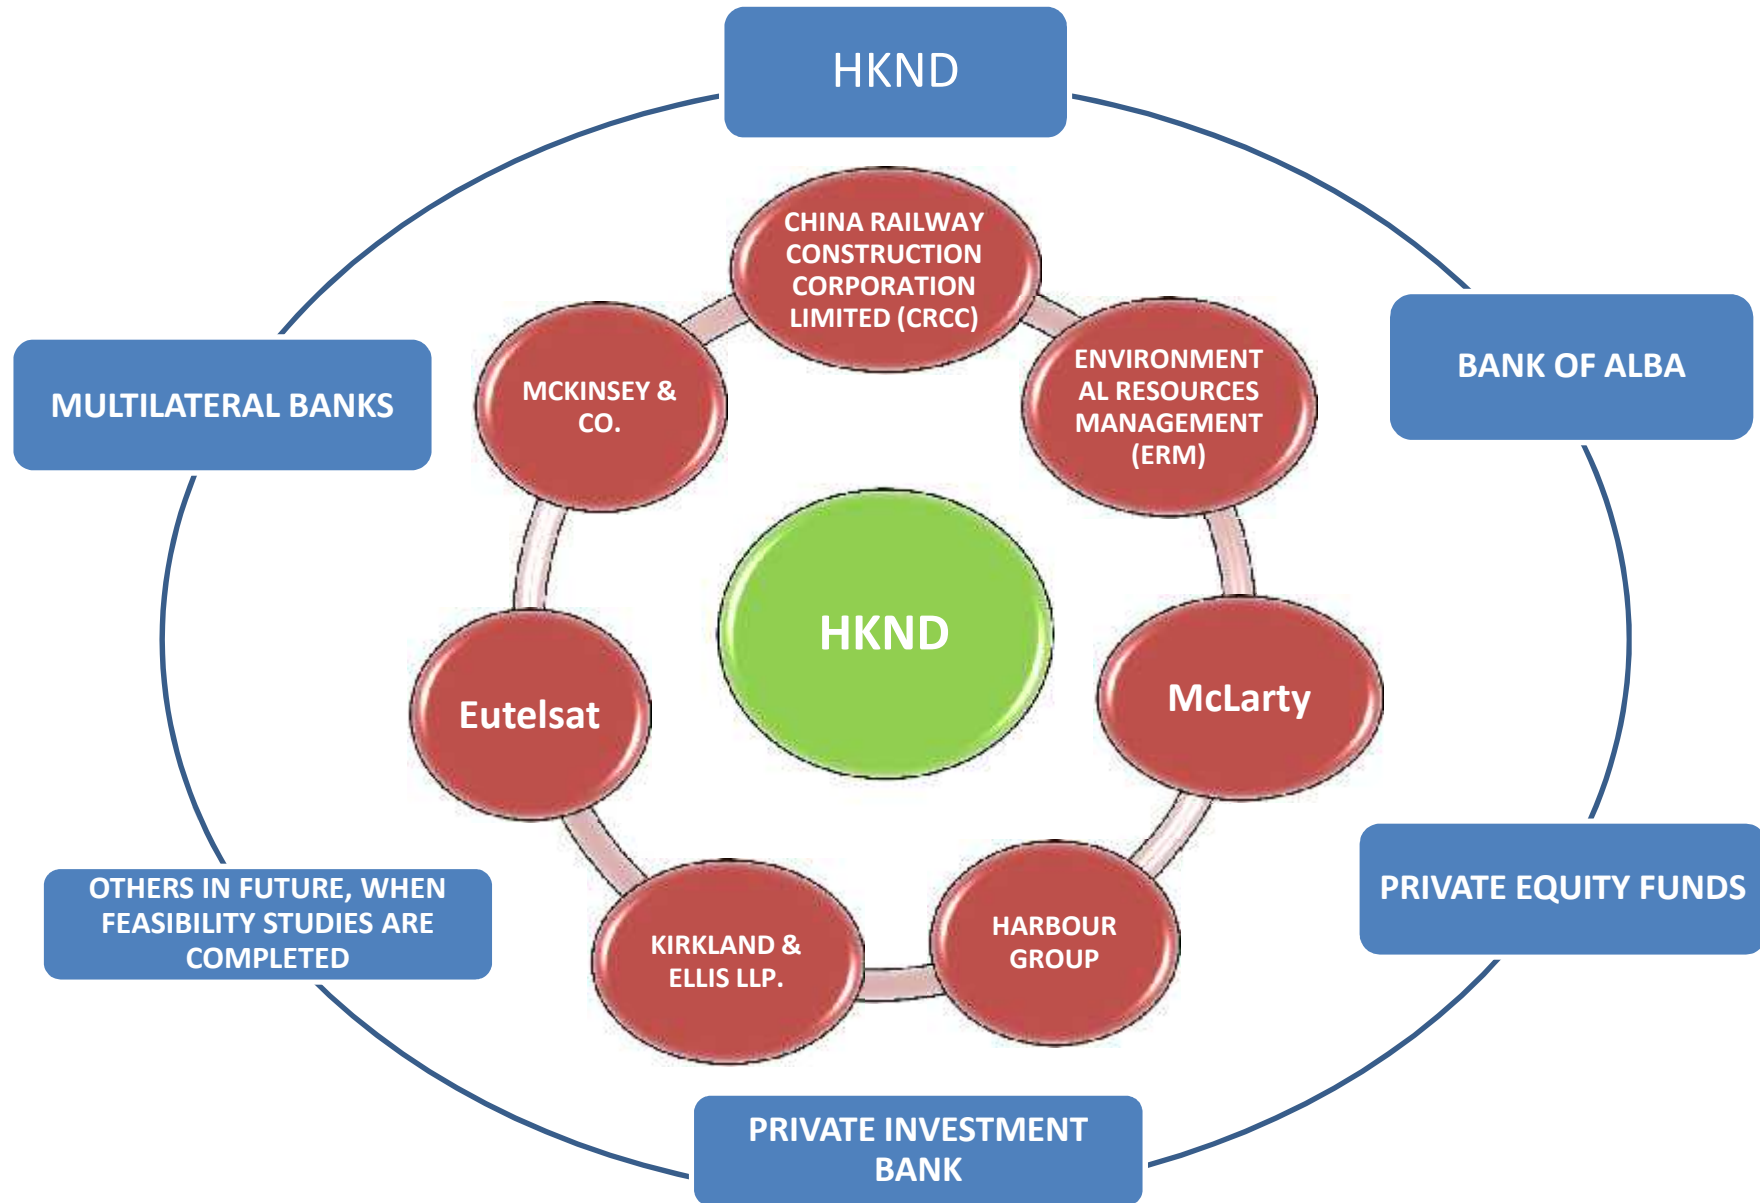 HKND
CHINA RAILWAY
CONSTRUCTION
CORPORATION
LIMITED (CRCC)
BANK OF ALBA
ENVIRONMENT
AL RESOURCES
MANAGEMENT
(ERM)
MULTILATERAL BANKS
MCKINSEY &
CO.
HKND
McLarty
Eutelsat
PRIVATE EQUITY FUNDS
OTHERS IN FUTURE, WHEN
FEASIBILITY STUDIES ARE
COMPLETED
HARBOUR
GROUP
KIRKLAND &
ELLIS LLP.
PRIVATE INVESTMENT
BANK